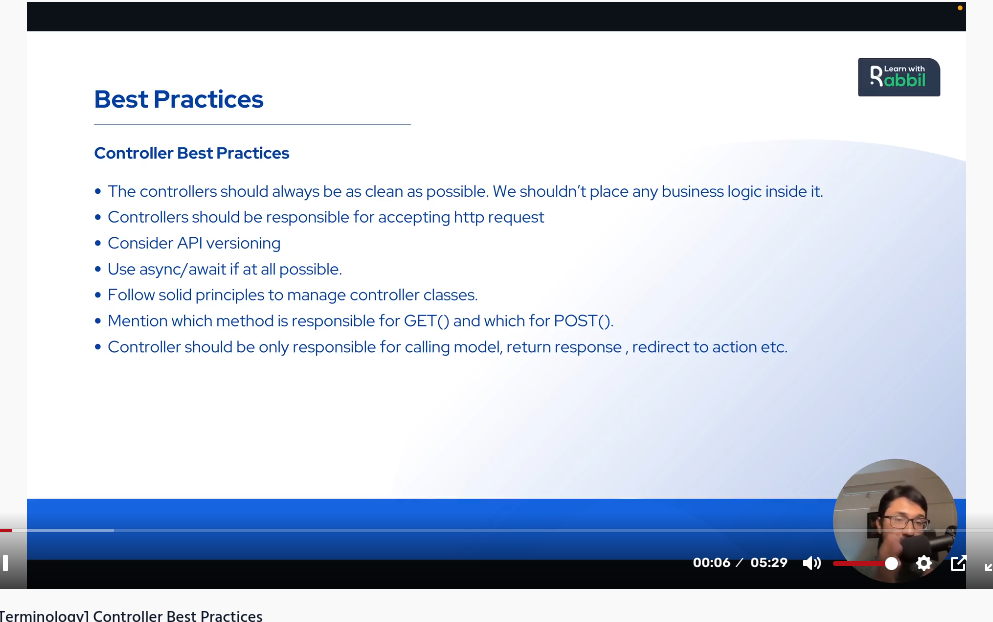 Learn with
Rabbil
Best Practices
Controller Best Practices
• The controllers should always be as clean as possible. We shouldn't place any business logic inside it.
• Controllers should be responsible for accepting http request
• Consider API versioning
• Use async/await if at all possible.
• Follow solid principles to manage controller classes.
• Mention which method is responsible for GET() and which for POST().
• Controller should be only responsible for calling model, return response , redirect to action etc.
00:06 / 05:29
Terminology] Controller Best Practices